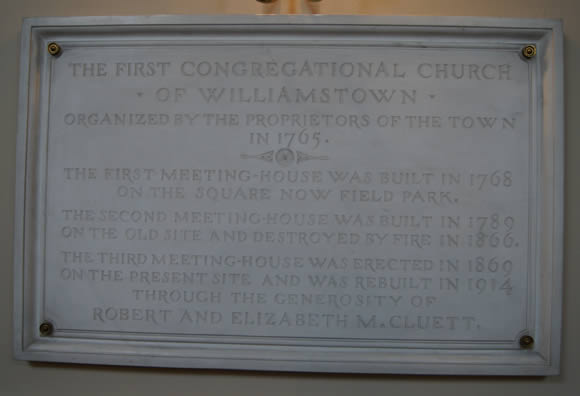 THE FIRST CONGREGATIONAL CHURCH
· OF WILLIAMSTOWN ·
ORGANIZED BY THE PROPRIETORS OF THE TOWN
IN 1765.
THE FIRST MEETING-HOUSE WAS BUILT IN 1768
ON THE SQUARE NOW FIELD PARK.
THE SECOND MEETING-HOUSE WAS BUILT IN 1789
ON THE OLD SITE AND DESTROYED BY FIRE IN 1866.
THE THIRD MEETING-HOUSE WAS ERECTED IN 1869
ON THE PRESENT SITE AND WAS REBUILT IN 1914
THROUGH THE GENEROSITY OF
ROBERT AND ELIZABETH M. CLUETT.